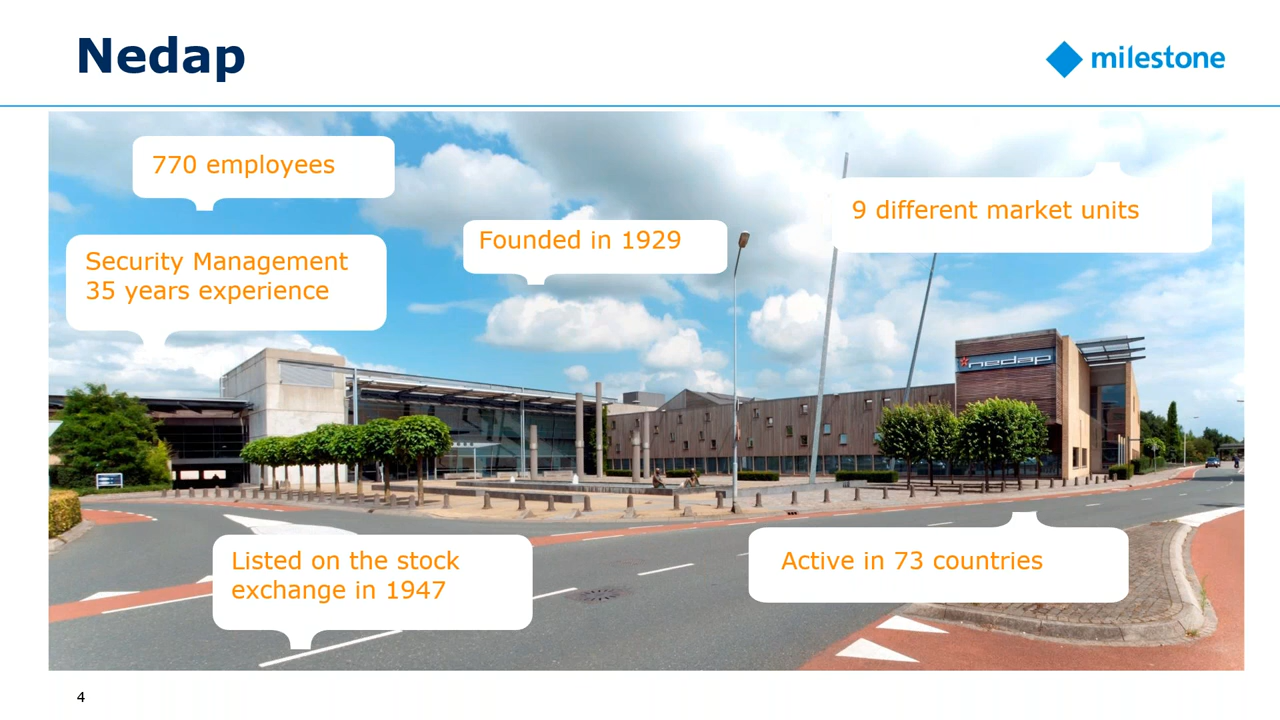 Nedap
milestone
770 employees
9 different market units
Founded in 1929
Security Management
35 years experience
nedap
Listed on the stock
exchange in 1947
Active in 73 countries
4